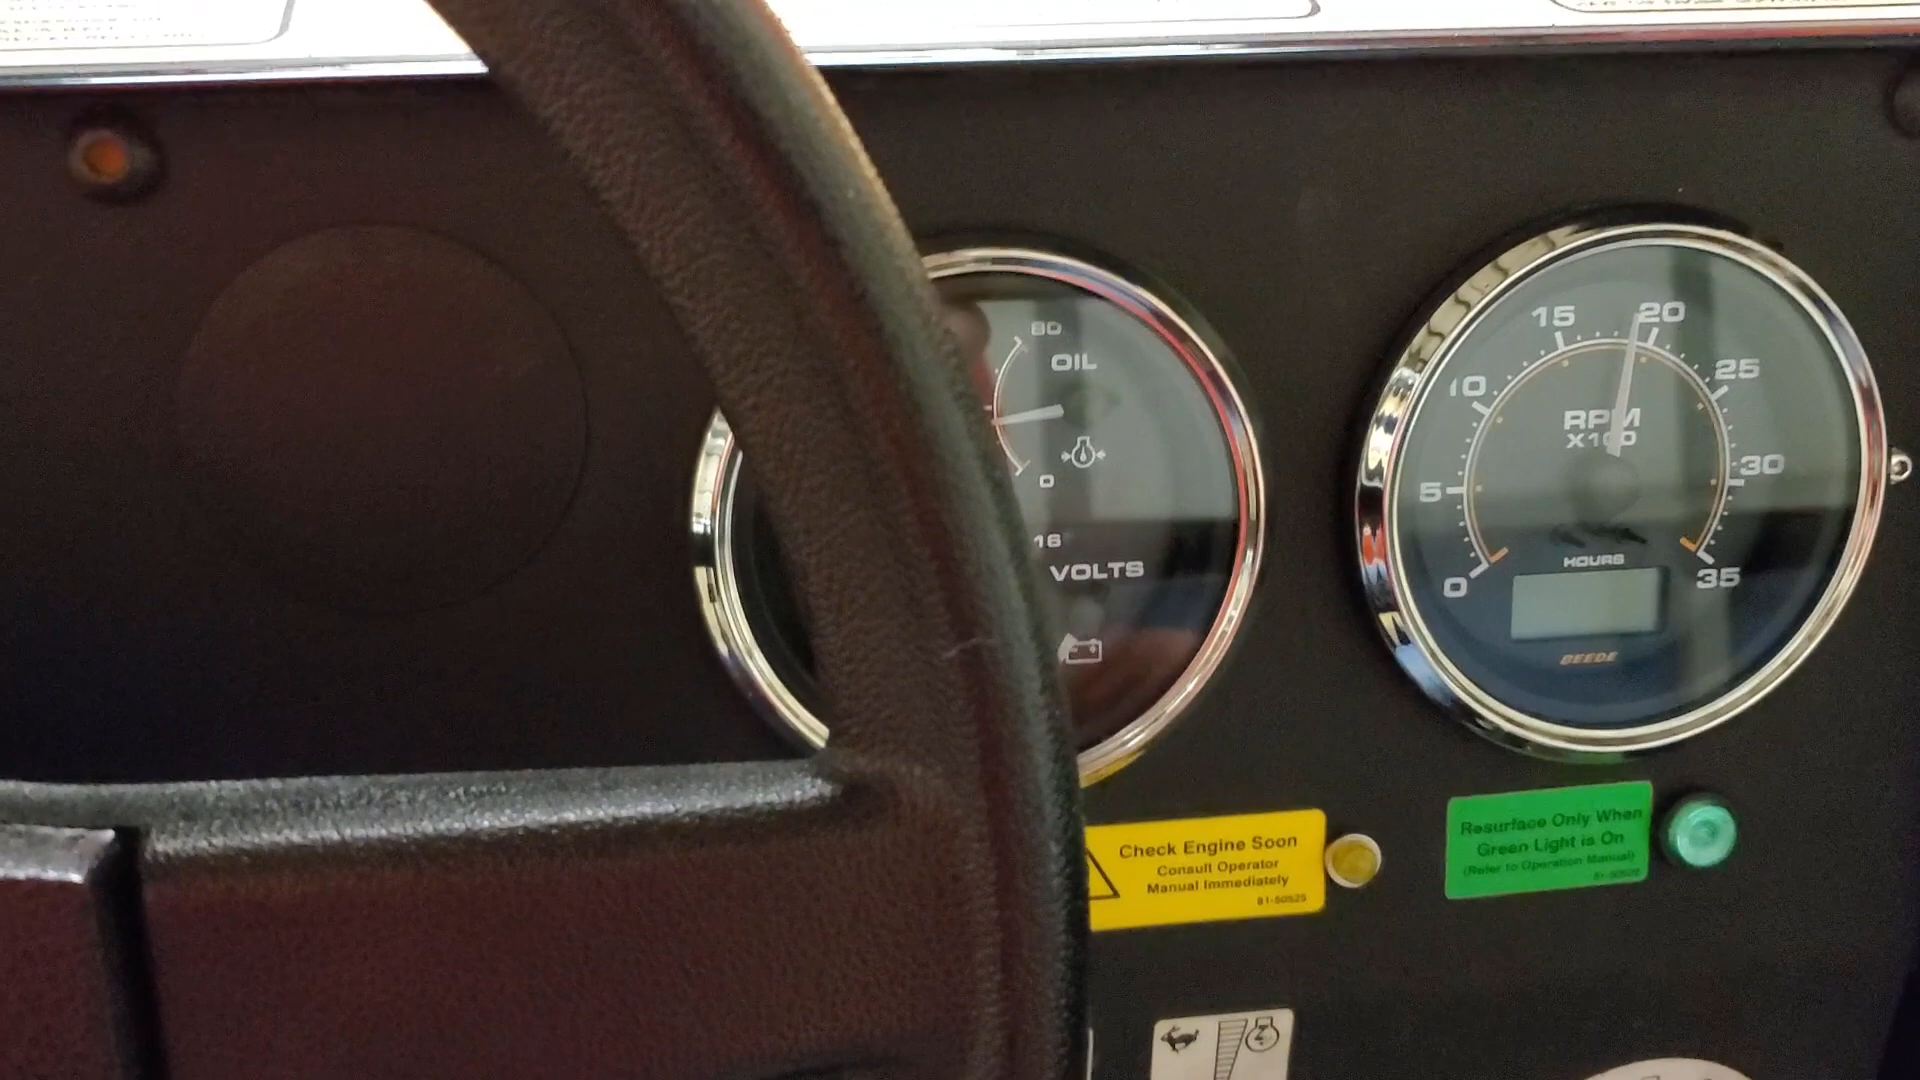 80
OIL
0
16
VOLTS
0
5
10
15
20
25
30
35
RPM
X100
HOURS
BEEDE
Check Engine Soon
Consult Operator
Manual Immediately
81-50525
Resurface Only When
Green Light is On
(Refer to Operation Manual)